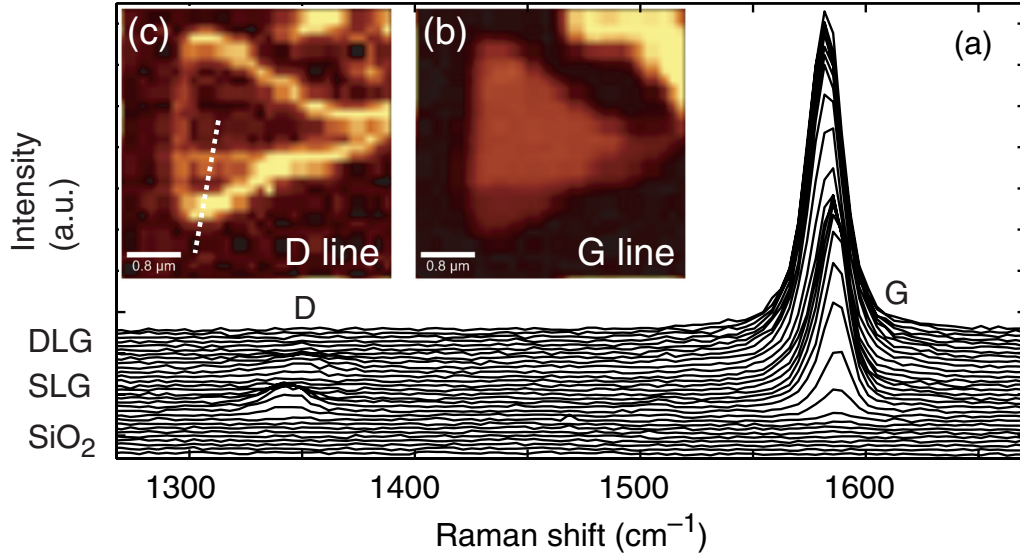 (c)
(b)
(a)
Intensity
(a.u.)
0.8 µm
D line
0.8 µm
G line
D
G
DLG
SLG
SiO₂
1300
1400
1500
1600
Raman shift (cm⁻¹)